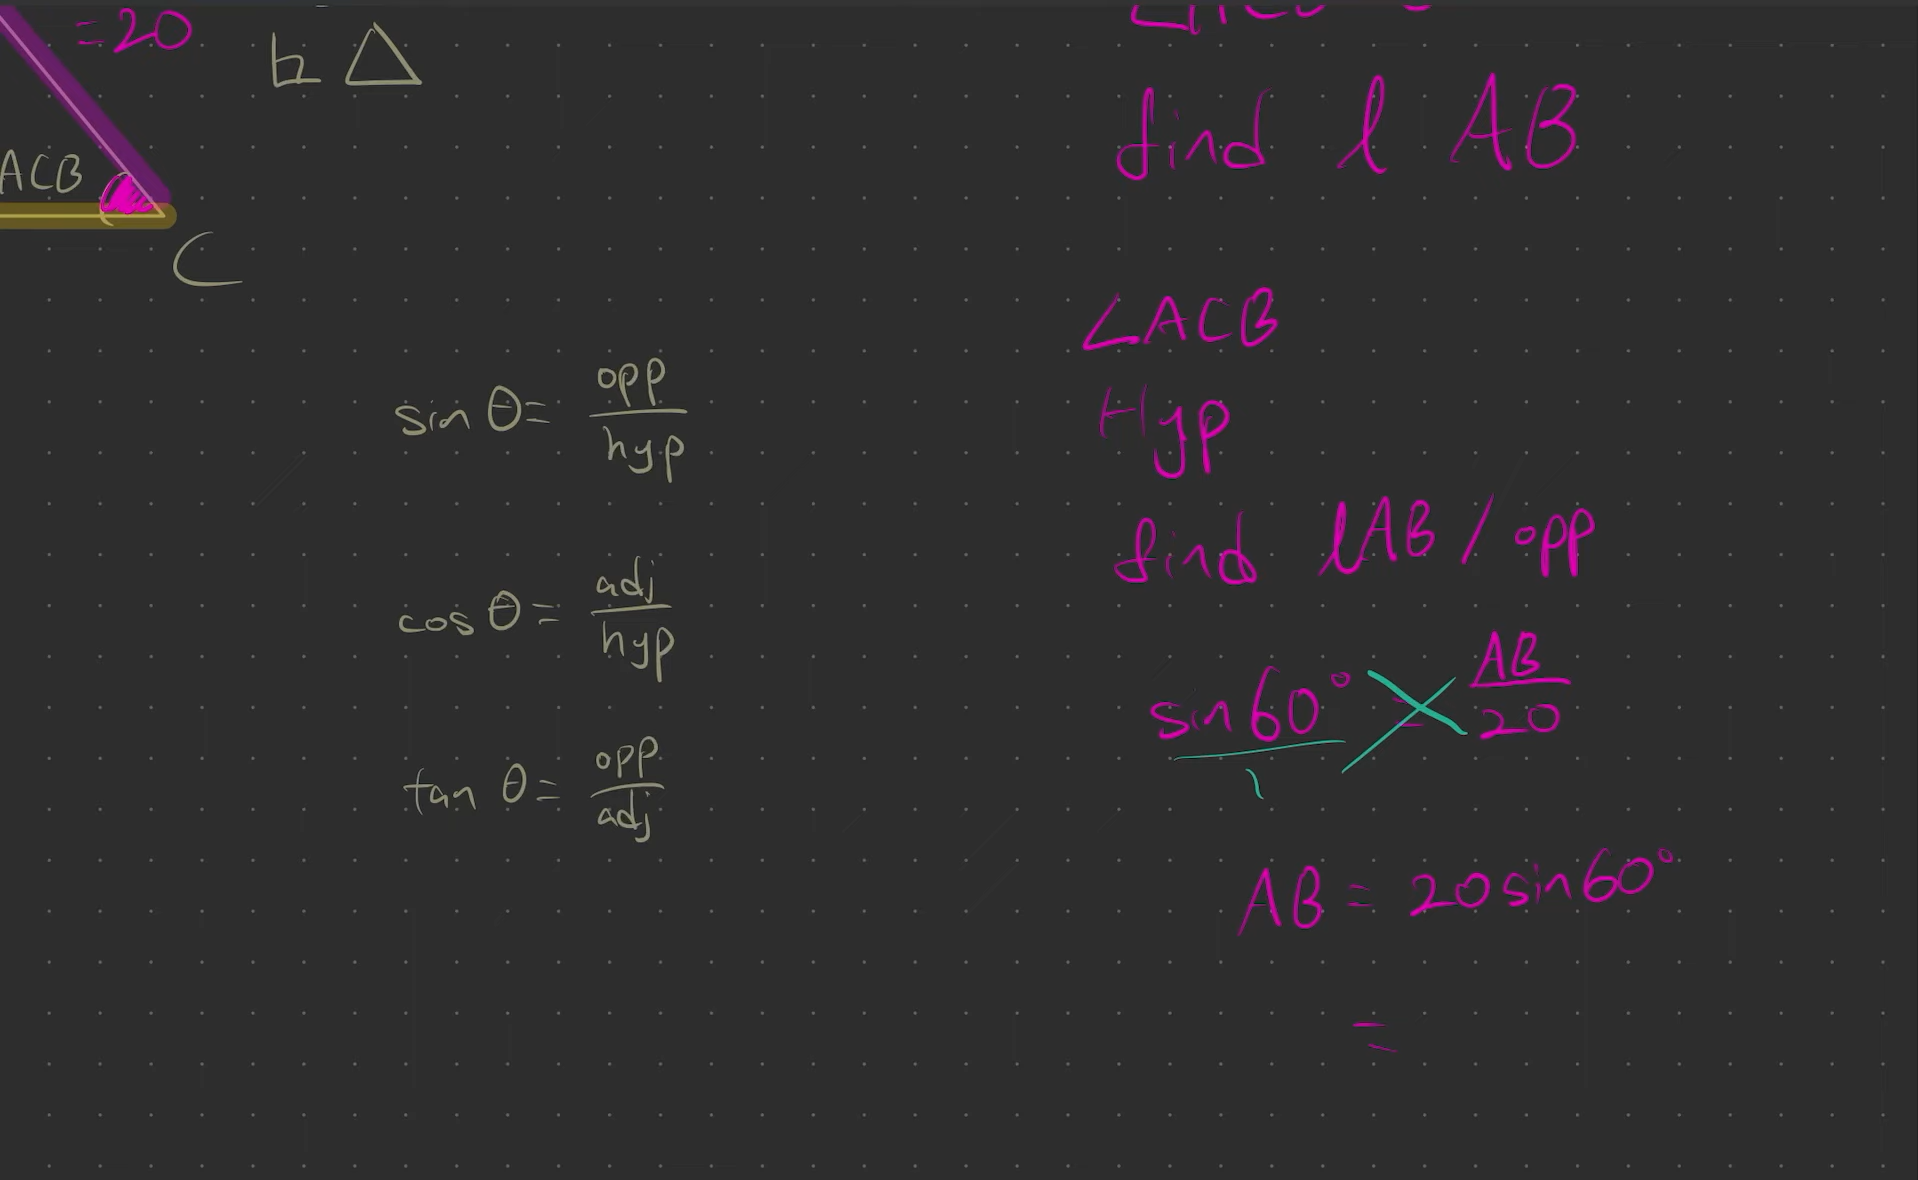 =20
ACB
C
sin θ = opp/hyp
cos θ = adj/hyp
tan θ = opp/adj
find l AB
∠ACB
Hyp
find lAB / opp
sin60°/1 = AB/20
AB = 20sin60°
=